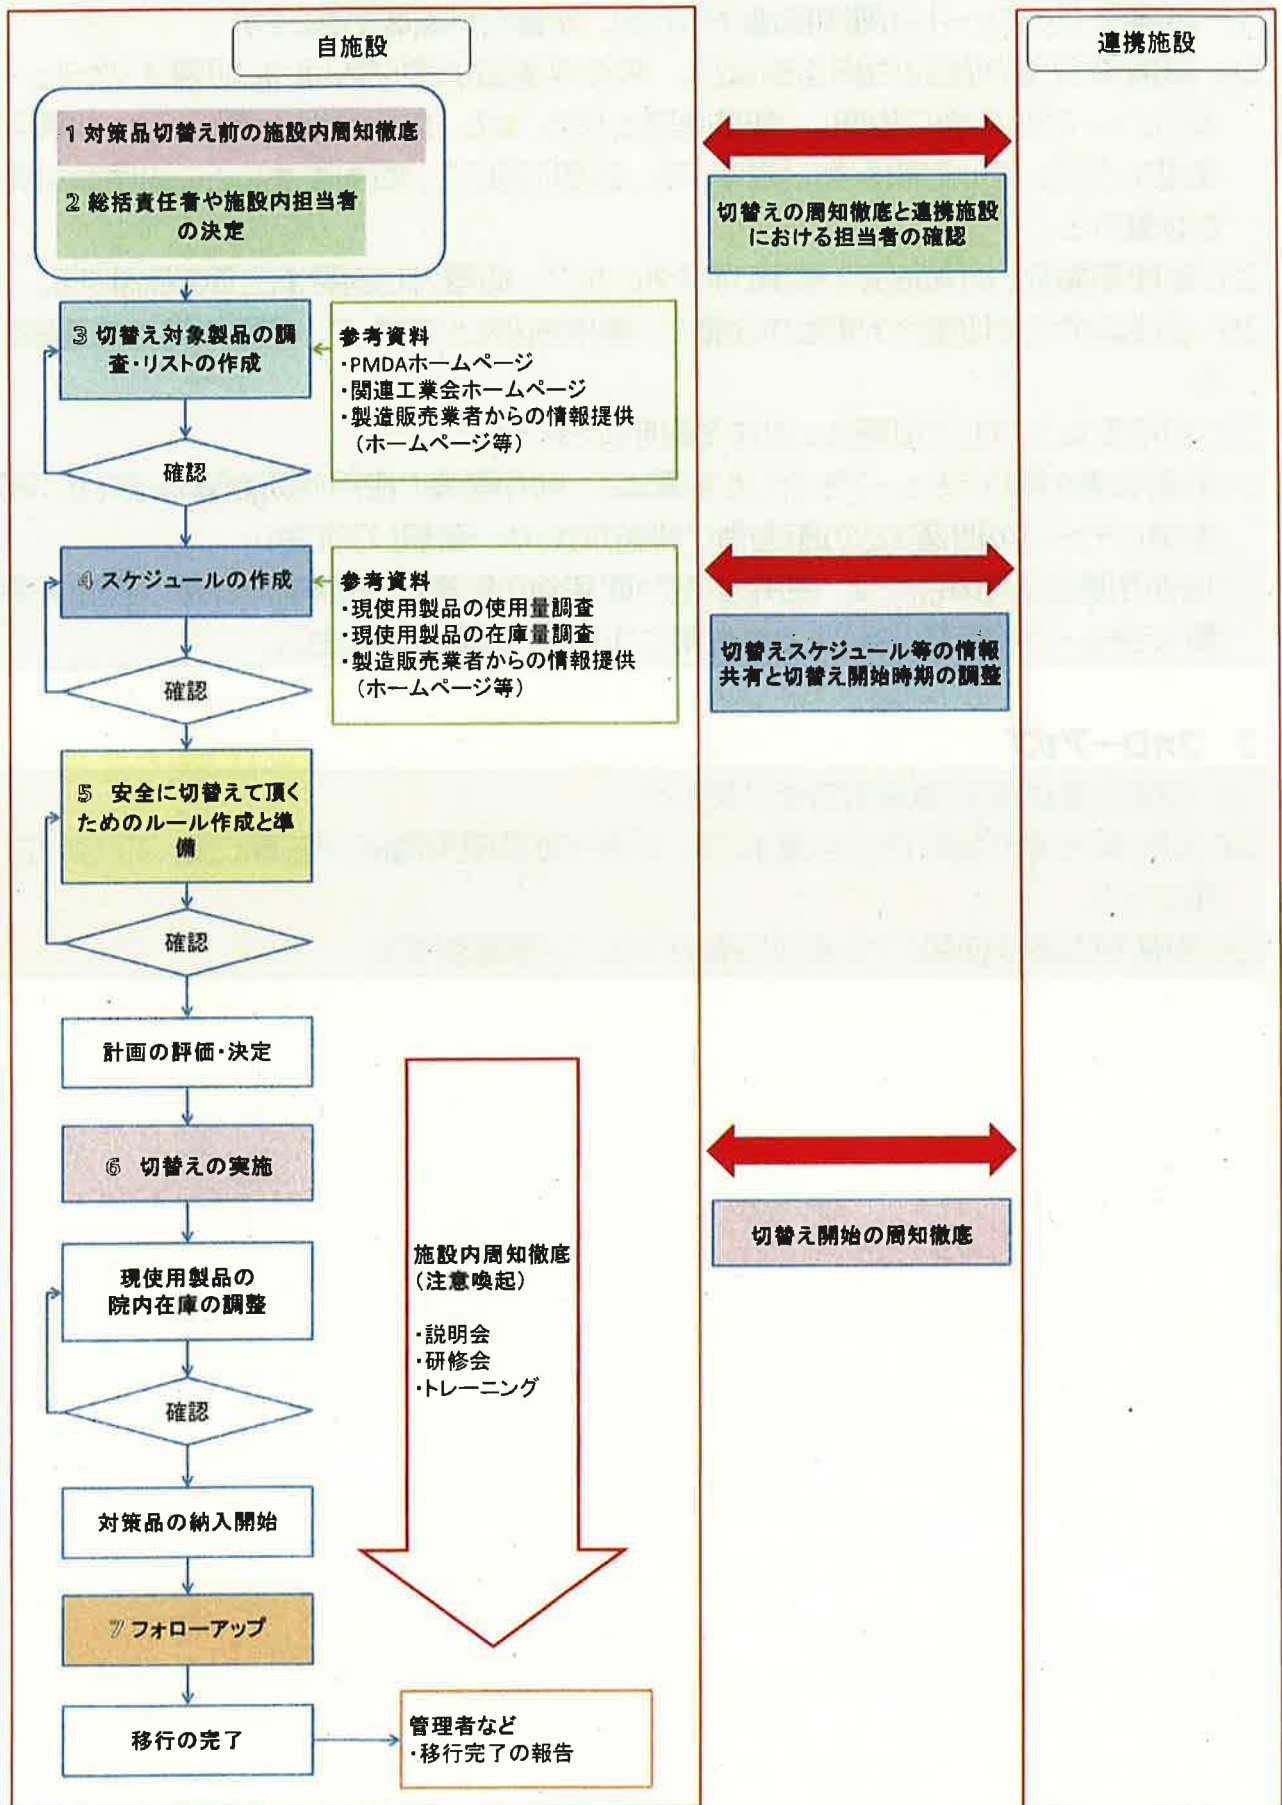 自施設
連携施設
1 対策品切替え前の施設内周知徹底
2 総括責任者や施設内担当者
の決定
切替えの周知徹底と連携施設
における担当者の確認
3 切替え対象製品の調
査・リストの作成
参考資料
・PMDAホームページ
・関連工業会ホームページ
・製造販売業者からの情報提供
（ホームページ等）
確認
4 スケジュールの作成
参考資料
・現使用製品の使用量調査
・現使用製品の在庫量調査
・製造販売業者からの情報提供
（ホームページ等）
切替えスケジュール等の情報
共有と切替え開始時期の調整
確認
5 安全に切替えて頂く
ためのルール作成と準
備
確認
計画の評価・決定
6 切替えの実施
切替え開始の周知徹底
施設内周知徹底
（注意喚起）
・説明会
・研修会
・トレーニング
現使用製品の
院内在庫の調整
確認
対策品の納入開始
7 フォローアップ
移行の完了
管理者など
・移行完了の報告